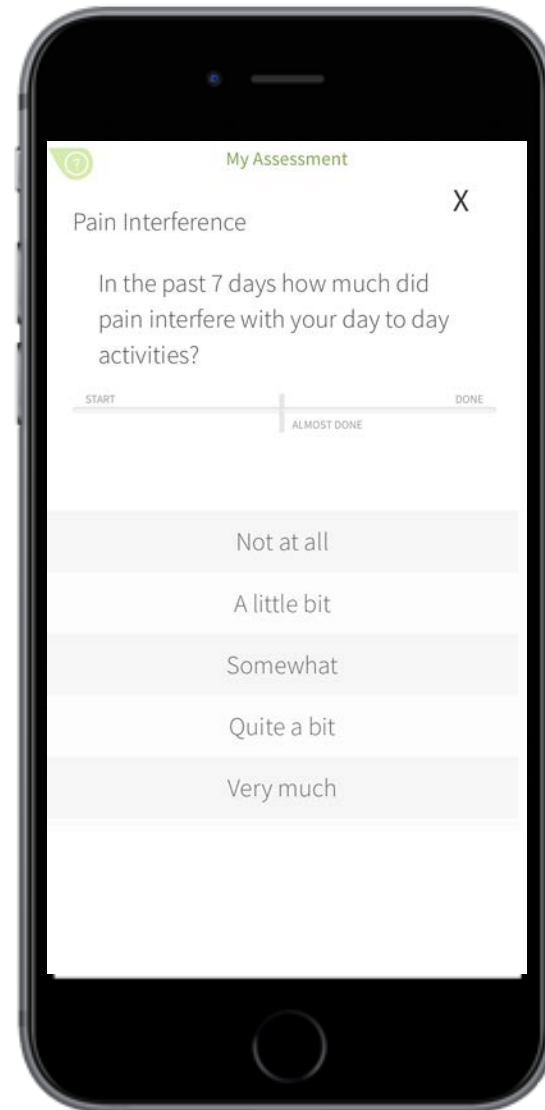 ?
My Assessment
X
Pain Interference
In the past 7 days how much did
pain interfere with your day to day
activities?
START
DONE
ALMOST DONE
Not at all
A little bit
Somewhat
Quite a bit
Very much